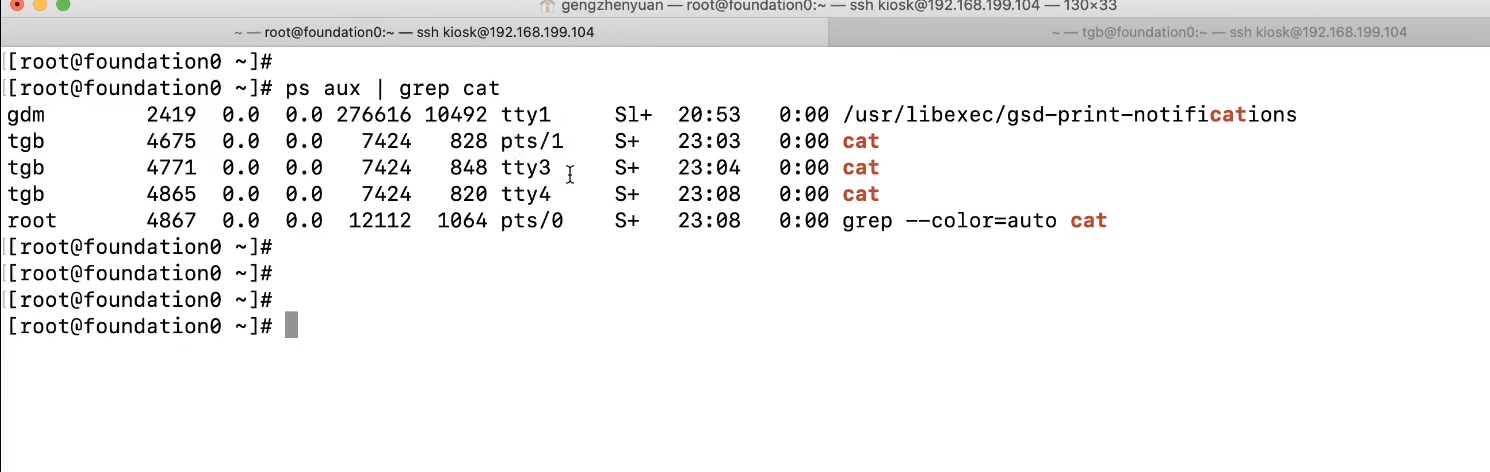 gengzhenyuan — root@foundation0:~ — ssh kiosk@192.168.199.104 — 130×33
~ — root@foundation0:~ — ssh kiosk@192.168.199.104
~ — tgb@foundation0:~ — ssh kiosk@192.168.199.104
[root@foundation0 ~]#
[root@foundation0 ~]# ps aux | grep cat
gdm 2419 0.0 0.0 276616 10492 tty1 Sl+ 20:53 0:00 /usr/libexec/gsd-print-notifications
tgb 4675 0.0 0.0 7424 828 pts/1 S+ 23:03 0:00 cat
tgb 4771 0.0 0.0 7424 848 tty3 S+ 23:04 0:00 cat
tgb 4865 0.0 0.0 7424 820 tty4 S+ 23:08 0:00 cat
root 4867 0.0 0.0 12112 1064 pts/0 S+ 23:08 0:00 grep --color=auto cat
[root@foundation0 ~]#
[root@foundation0 ~]#
[root@foundation0 ~]#
[root@foundation0 ~]#